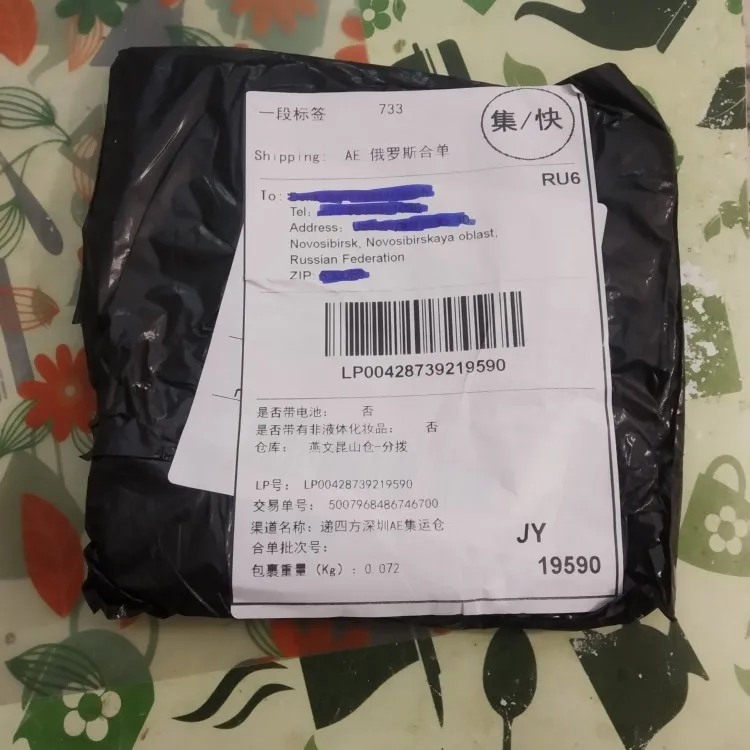 一段标签 733
集/快
Shipping: AE 俄罗斯合单
RU6
To:
Tel:
Address:
Novosibirsk, Novosibirskaya oblast,
Russian Federation
ZIP:
LP00428739219590
是否带电池: 否
是否带有非液体化妆品: 否
仓库: 燕文昆山仓-分拨
LP号: LP00428739219590
交易单号: 5007968486746700
渠道名称: 递四方深圳AE集运仓
合单批次号:
包裹重量 (Kg): 0.072
JY
19590